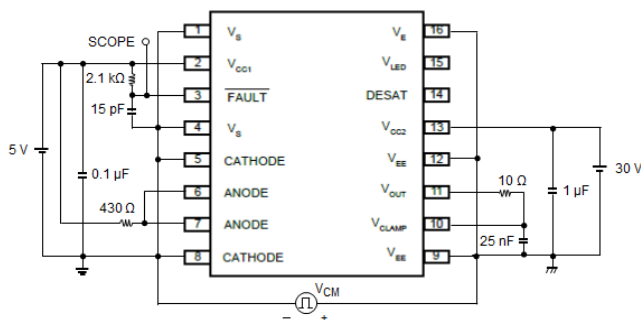 SCOPE
2.1 kΩ
15 pF
5 V
0.1 µF
430 Ω
1 VS
2 VCC1
3 FAULT
4 VS
5 CATHODE
6 ANODE
7 ANODE
8 CATHODE
VE 16
VLED 15
DESAT 14
VCC2 13
VEE 12
VOUT 11
VCLAMP 10
VEE 9
10 Ω
25 nF
1 µF
30 V
VCM
− +